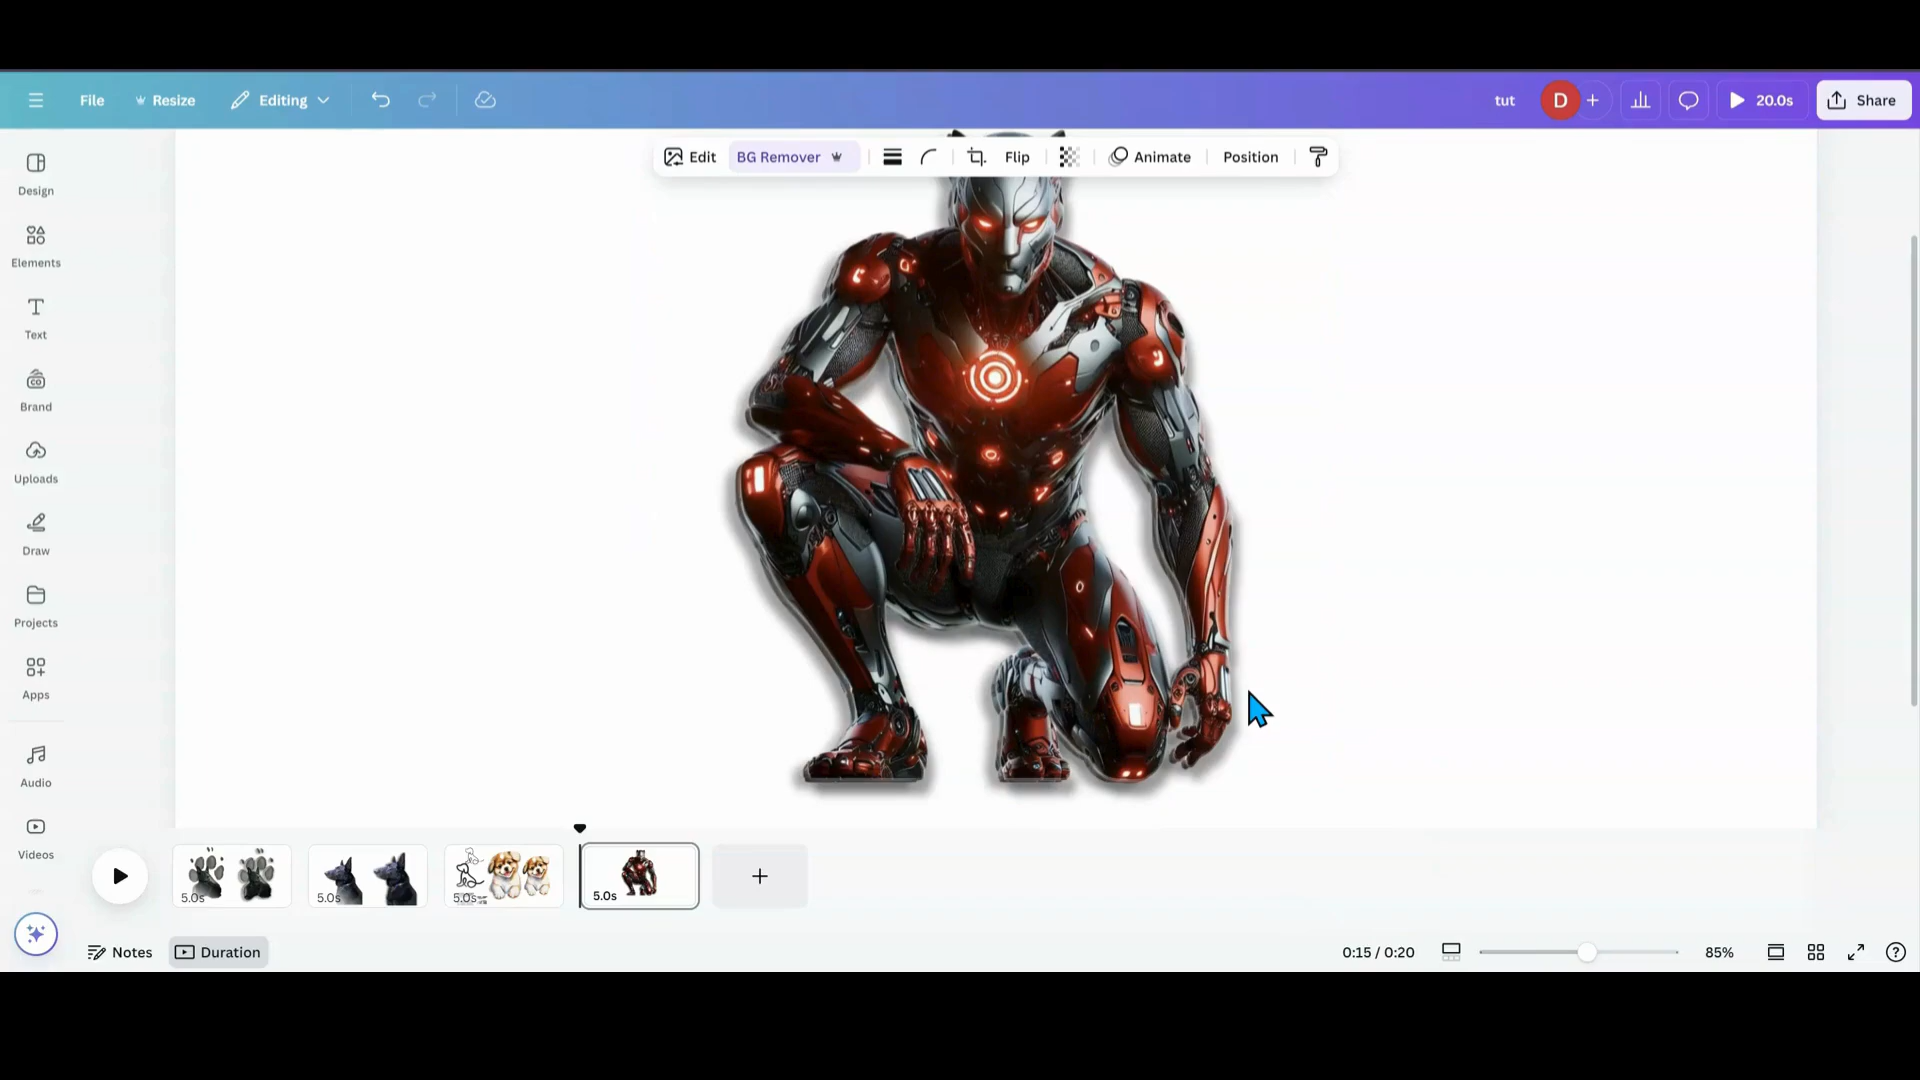 File Resize Editing tut D + 20.0s Share
Edit BG Remover Flip Animate Position
Design
Elements
Text
Brand
Uploads
Draw
Projects
Apps
Audio
Videos
5.0s 5.0s 5.0s 5.0s +
Notes Duration 0:15 / 0:20 85% ?